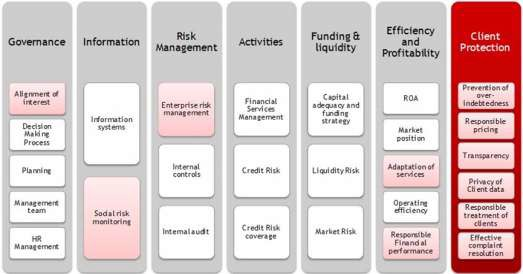 Governance
Alignment of
interest
Decision
Making
Process
Planning
Management
team
HR
Management
Information
Information
systems
Social risk
monitoring
Risk
Management
Enterprise risk
management
Internal
controls
Internal audit
Activities
Financial
Services
Management
Credit Risk
Credit Risk
coverage
Funding &
liquidity
Capital
adequacy and
funding
strategy
Liquidity Risk
Market Risk
Efficiency
and
Profitability
ROA
Market
position
Adaptation of
services
Operating
efficiency
Responsible
Financial
performance
Client
Protection
Prevention of
over-
indebtedness
Responsible
pricing
Transparency
Privacy of
Client data
Responsible
treatment of
clients
Effective
complaint
resolution